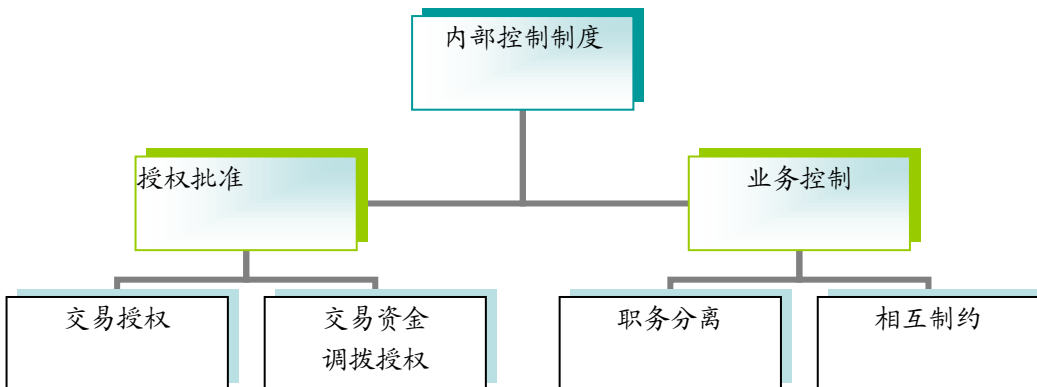 内部控制制度
授权批准
业务控制
交易授权
交易资金
调拨授权
职务分离
相互制约